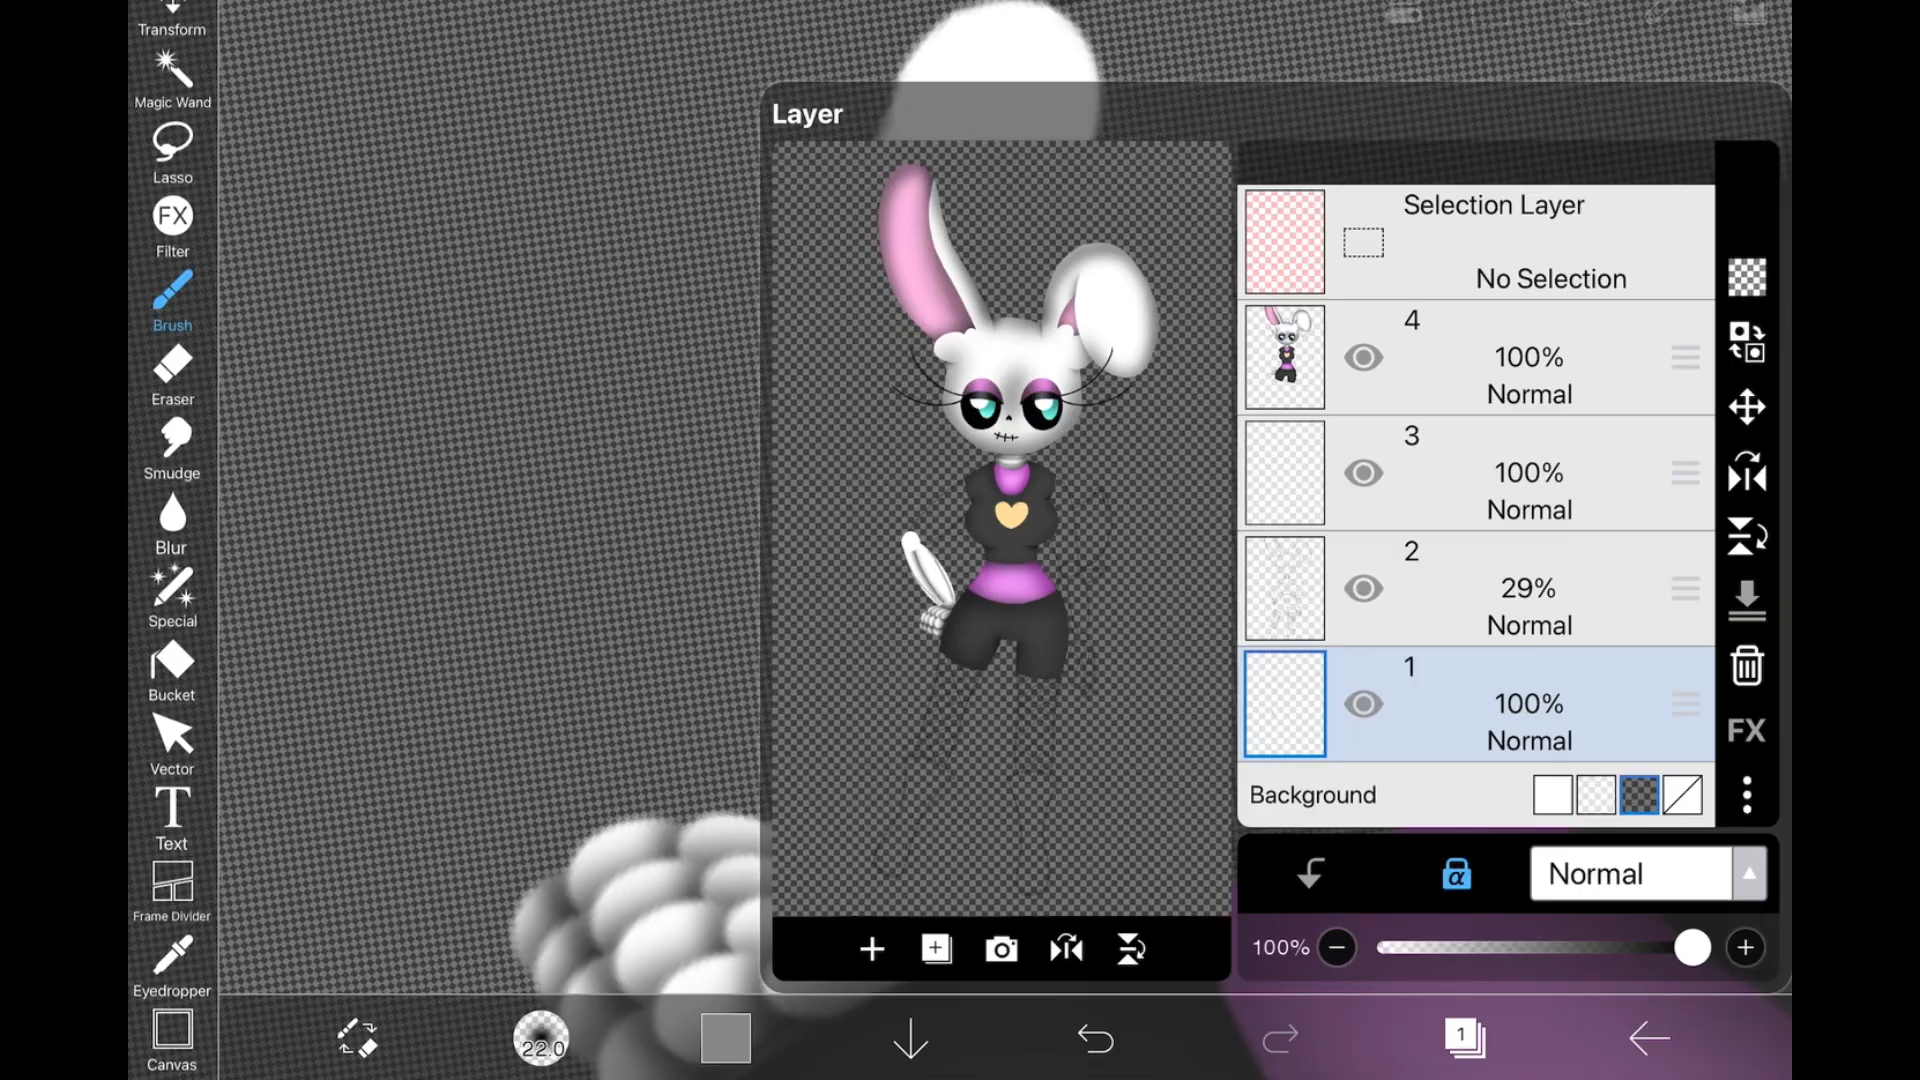 Transform
Magic Wand
Lasso
FX
Filter
Brush
Eraser
Smudge
Blur
Special
Bucket
Vector
T
Text
Frame Divider
Eyedropper
Canvas
Layer
Selection Layer
No Selection
4
100%
Normal
3
100%
Normal
2
29%
Normal
1
100%
Normal
Background
FX
α
Normal
100%
22.0
1